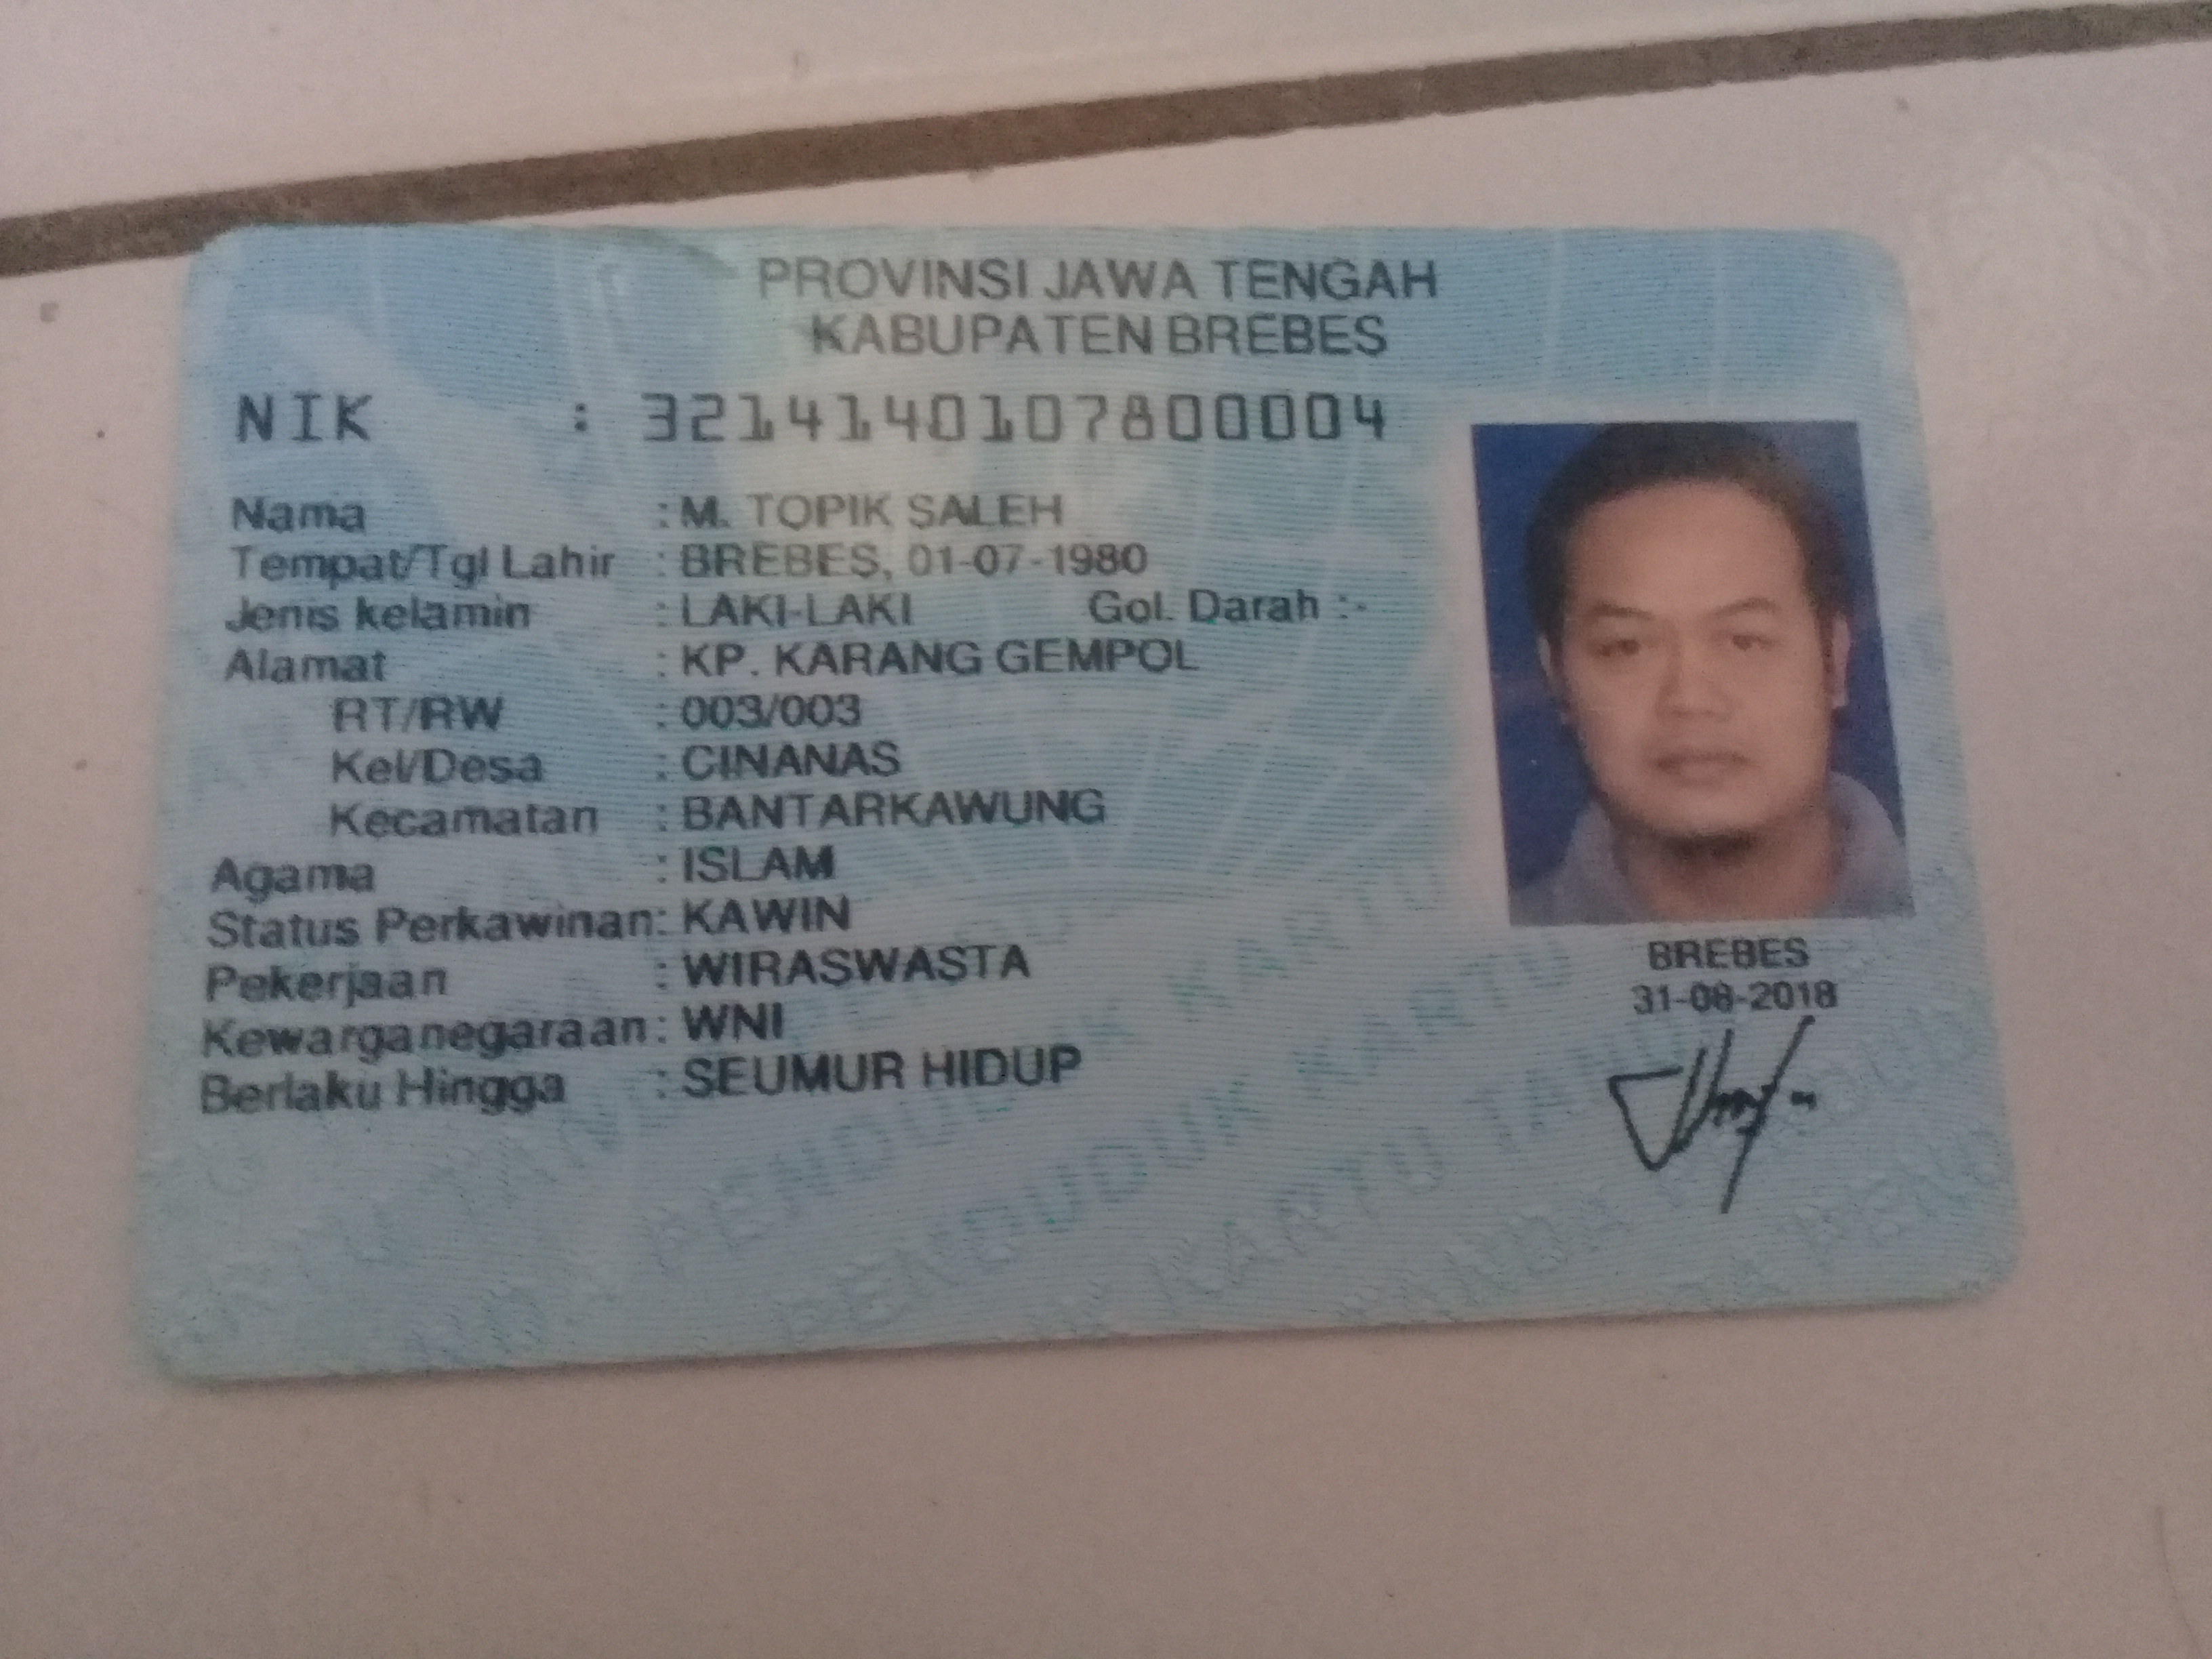 PROVINSI JAWA TENGAH
KABUPATEN BREBES
NIK : 3214140107800004
Nama : M. TOPIK SALEH
Tempat/Tgl Lahir : BREBES, 01-07-1980
Jenis kelamin : LAKI-LAKI Gol. Darah : -
Alamat : KP. KARANG GEMPOL
RT/RW : 003/003
Kel/Desa : CINANAS
Kecamatan : BANTARKAWUNG
Agama : ISLAM
Status Perkawinan: KAWIN
Pekerjaan : WIRASWASTA
Kewarganegaraan : WNI
Berlaku Hingga : SEUMUR HIDUP
BREBES
31-08-2018